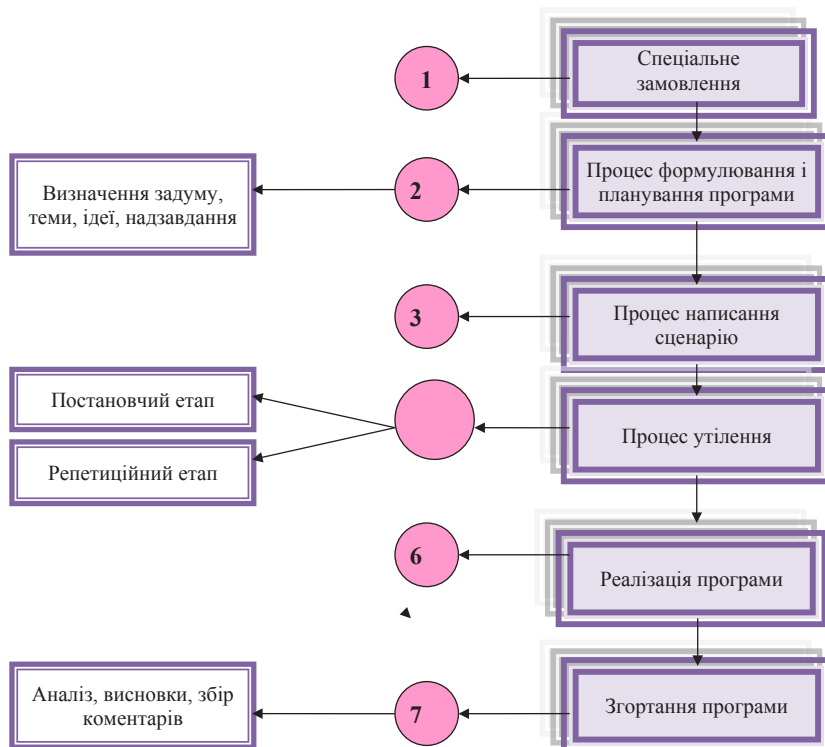 1
Спеціальне
замовлення
Визначення задуму,
теми, ідеї, надзавдання
2
Процес формулювання і
планування програми
3
Процес написання
сценарію
Постановчий етап
Репетиційний етап
Процес утілення
6
Реалізація програми
Аналіз, висновки, збір
коментарів
7
Згортання програми